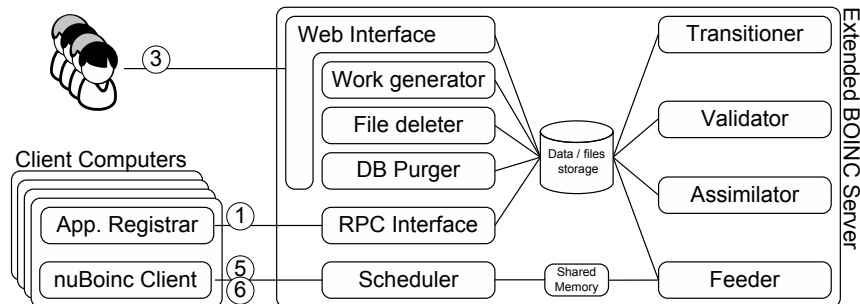 Extended BOINC Server
Web Interface
Transitioner
3
Work generator
File deleter
Validator
Data / files
storage
DB Purger
Client Computers
Assimilator
App. Registrar
1
RPC Interface
nuBoinc Client
5
6
Scheduler
Shared
Memory
Feeder